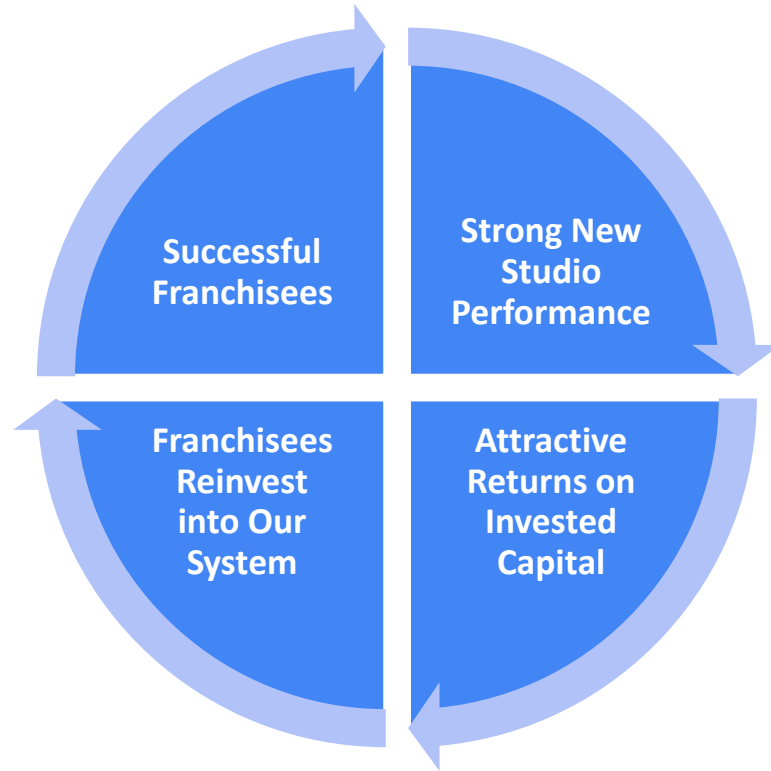 Successful
Franchisees
Strong New
Studio
Performance
Franchisees
Reinvest
into Our
System
Attractive
Returns on
Invested
Capital